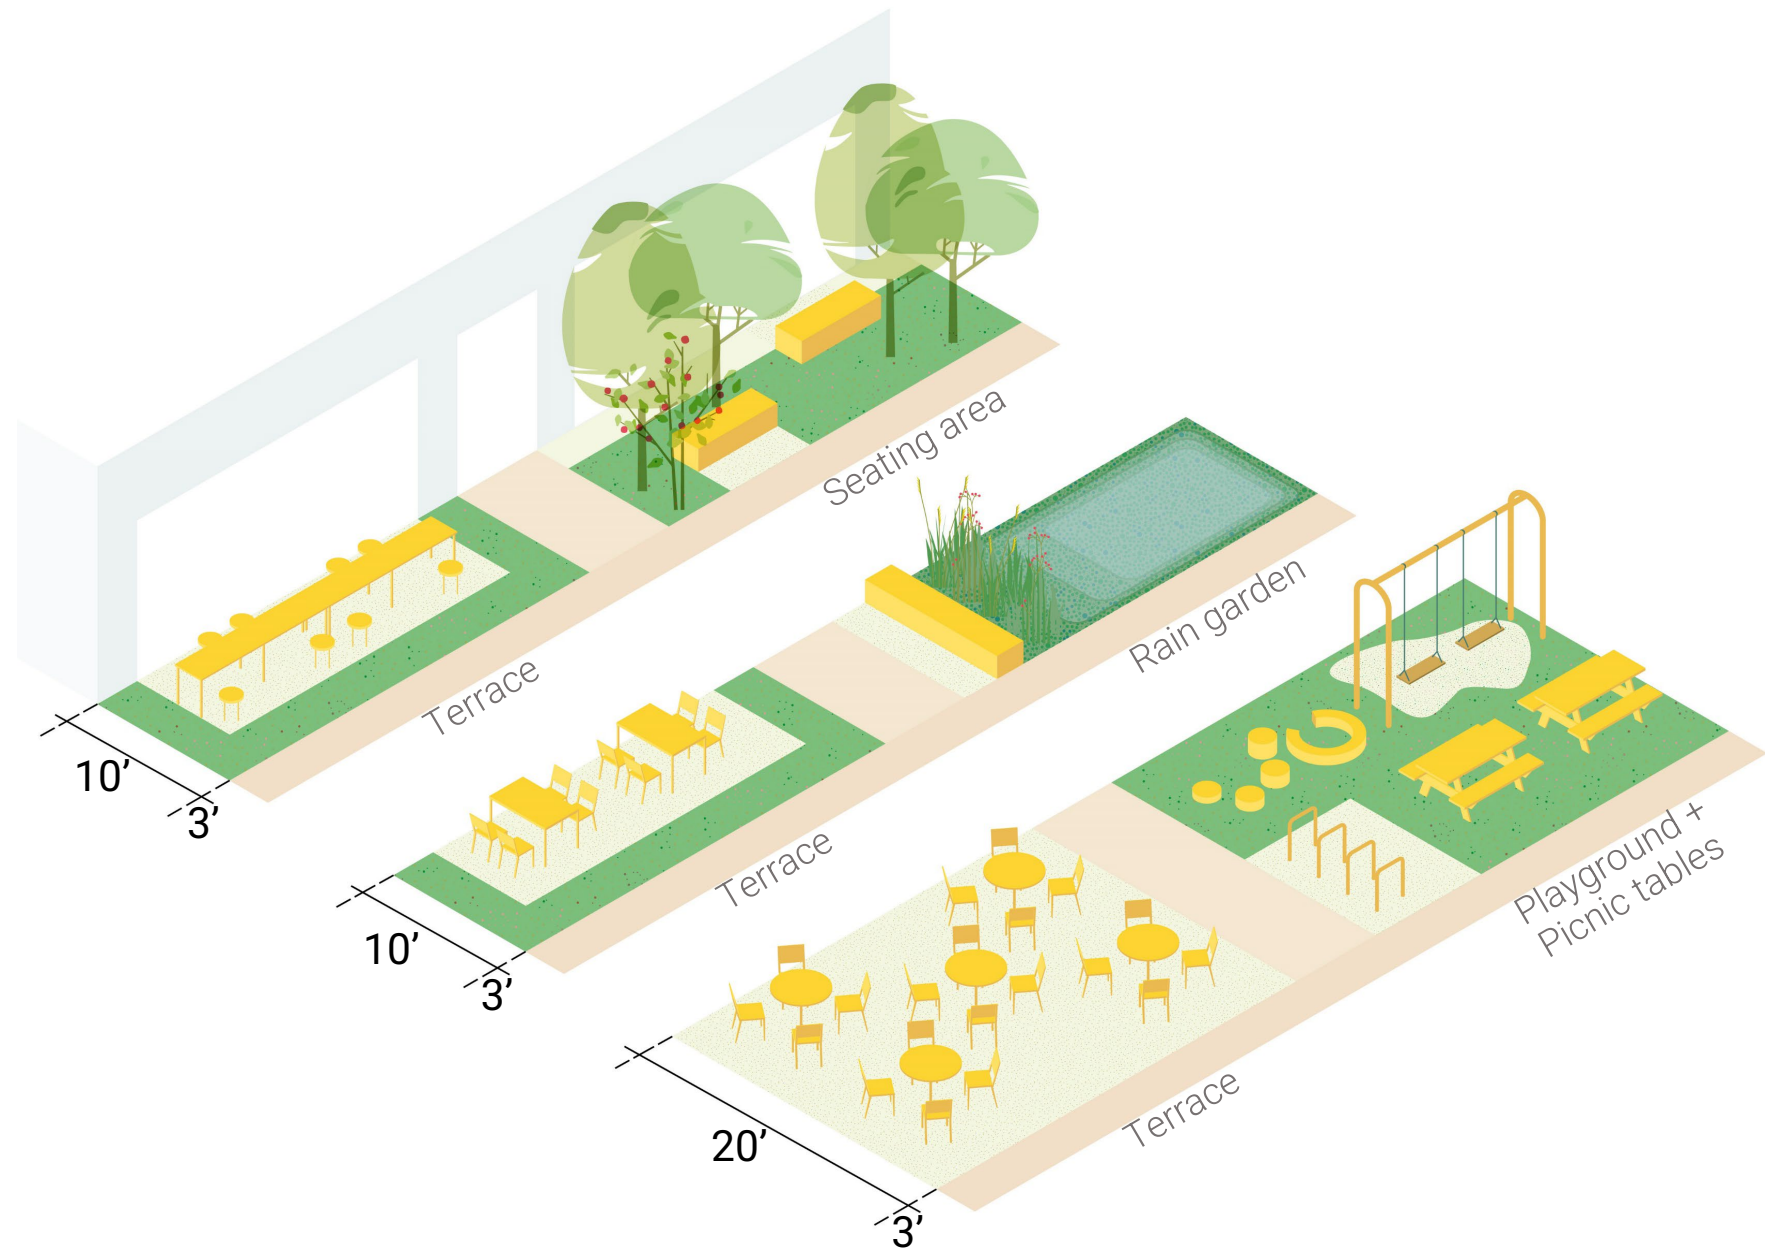 Seating area
Terrace
10’
3’
Rain garden
Terrace
10’
3’
Playground +
Picnic tables
Terrace
20’
3’